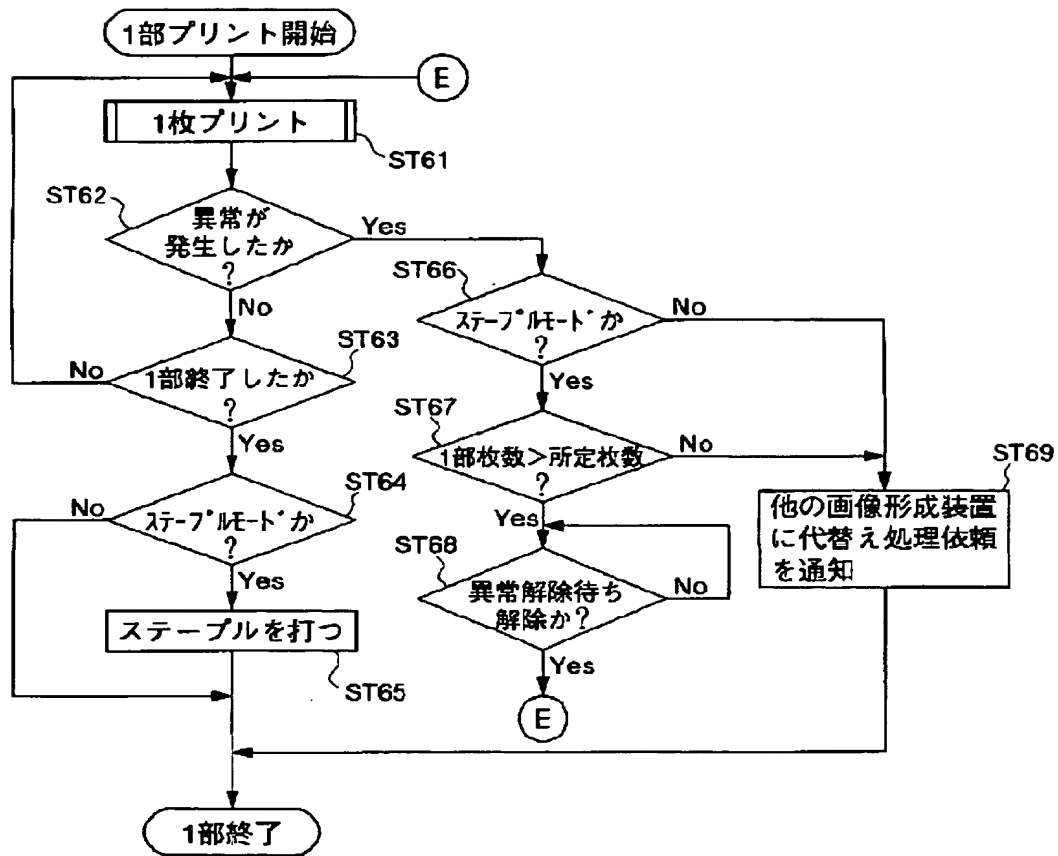 1部プリント開始
E
1枚プリント
ST61
ST62
異常が
発生したか
?
Yes
No
ST63
1部終了したか
?
No
Yes
ST64
ステープルモードか
?
No
Yes
ステープルを打つ
ST65
1部終了
ST66
ステープルモードか
?
No
Yes
ST67
1部枚数>所定枚数
?
No
Yes
ST68
異常解除待ち
解除か?
No
Yes
E
ST69
他の画像形成装置
に代替え処理依頼
を通知